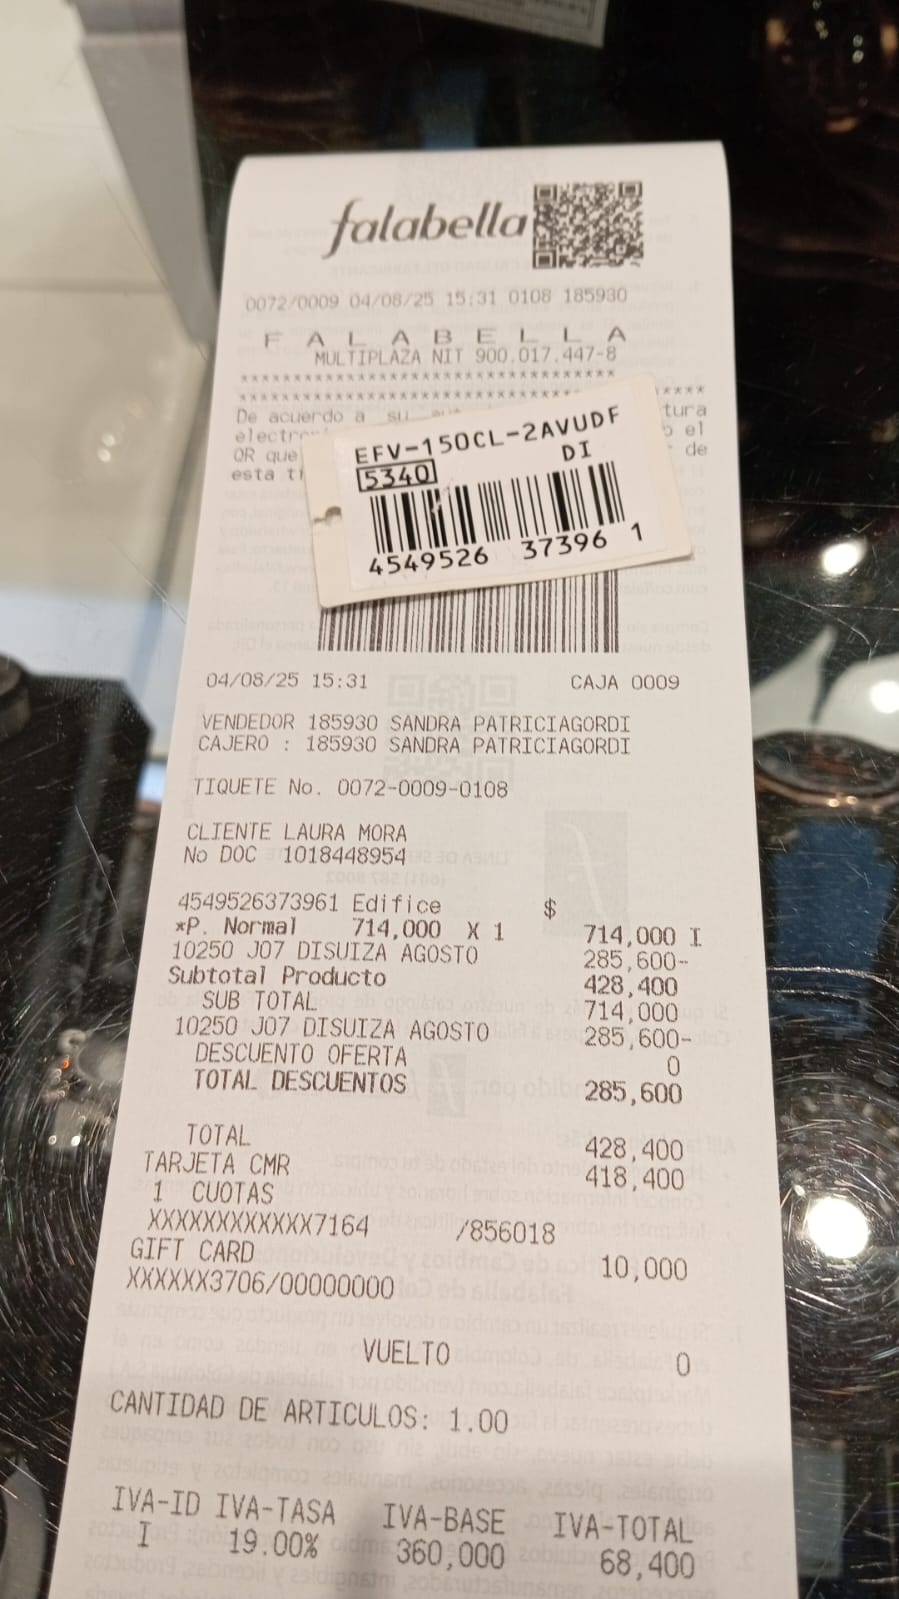 falabella
0072/0009 04/08/25 15:31 0108 185930
F A L A B E L L A
MULTIPLAZA NIT 900.017.447-8
************************************
De acuerdo a su tura
electr o el
QR que de
esta ti
EFV-150CL-2AVUDF
DI
5340
4549526 37396 1
04/08/25 15:31 CAJA 0009
VENDEDOR 185930 SANDRA PATRICIAGORDI
CAJERO : 185930 SANDRA PATRICIAGORDI
TIQUETE No. 0072-0009-0108
CLIENTE LAURA MORA
No DOC 1018448954
4549526373961 Edifice $
*P. Normal 714,000 X 1 714,000 I
10250 J07 DISUIZA AGOSTO 285,600-
Subtotal Producto 428,400
SUB TOTAL 714,000
10250 J07 DISUIZA AGOSTO 285,600-
DESCUENTO OFERTA 0
TOTAL DESCUENTOS 285,600
TOTAL 428,400
TARJETA CMR 418,400
1 CUOTAS
XXXXXXXXXXXX7164 /856018
GIFT CARD 10,000
XXXXXX3706/00000000
VUELTO 0
CANTIDAD DE ARTICULOS: 1.00
IVA-ID IVA-TASA IVA-BASE IVA-TOTAL
I 19.00% 360,000 68,400